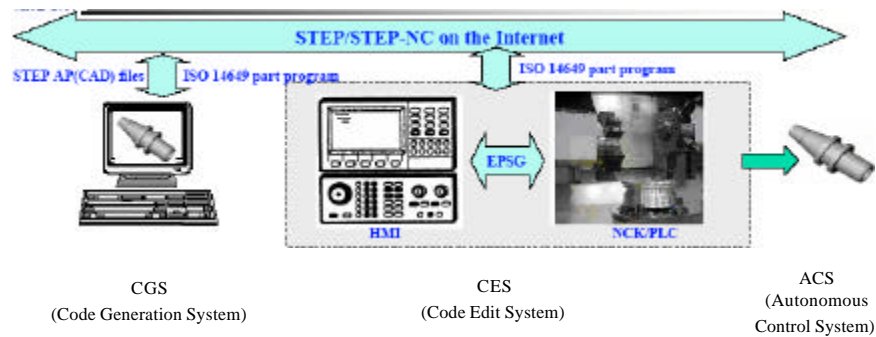 STEP/STEP-NC on the Internet
STEP AP(CAD) files
ISO 14649 part program
ISO 14649 part program
EPSG
HMI
NCK/PLC
CGS
(Code Generation System)
CES
(Code Edit System)
ACS
(Autonomous
Control System)